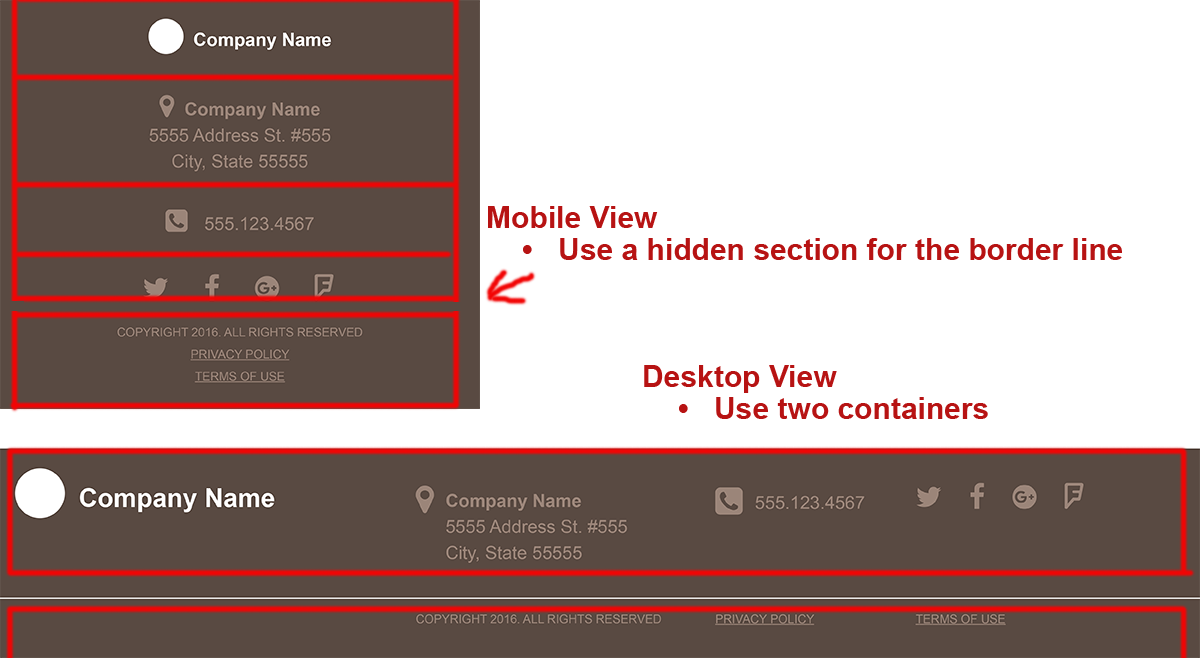 Company Name
Company Name
5555 Address St. #555
City, State 55555
555.123.4567
G+
COPYRIGHT 2016. ALL RIGHTS RESERVED
PRIVACY POLICY
TERMS OF USE
Mobile View
• Use a hidden section for the border line
Desktop View
• Use two containers
Company Name
Company Name
5555 Address St. #555
City, State 55555
555.123.4567
G+
COPYRIGHT 2016. ALL RIGHTS RESERVED
PRIVACY POLICY
TERMS OF USE